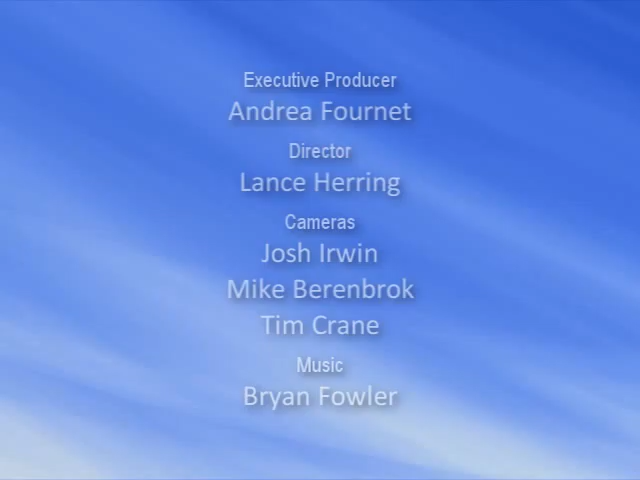 Executive Producer
Andrea Fournet
Director
Lance Herring
Cameras
Josh Irwin
Mike Berenbrok
Tim Crane
Music
Bryan Fowler